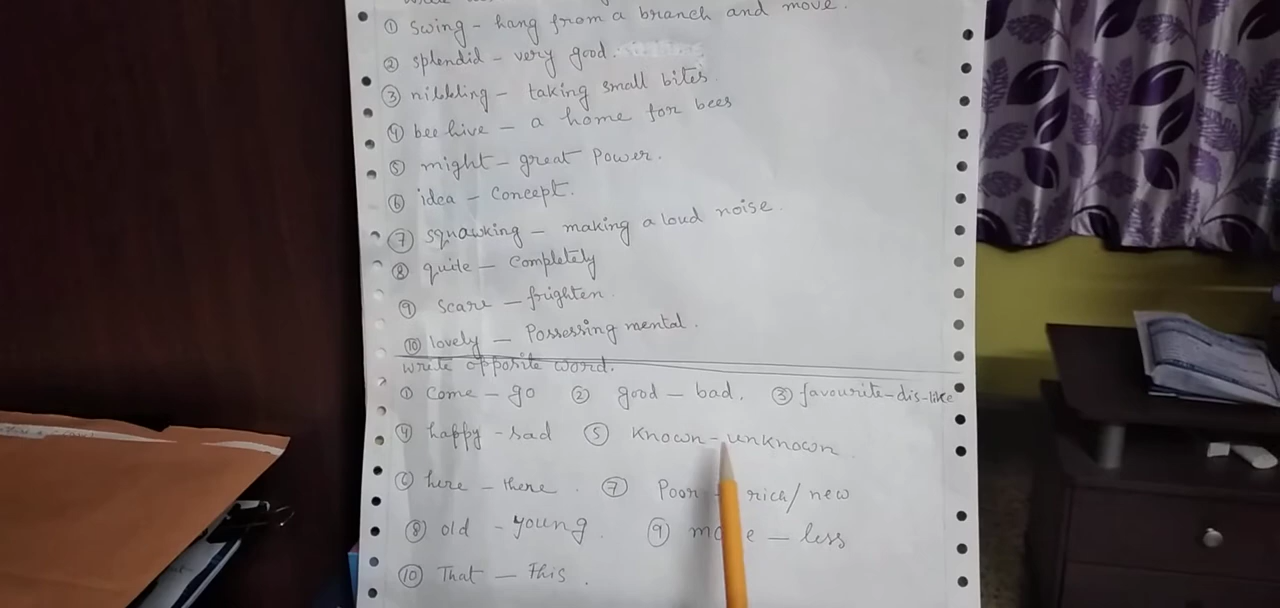 ① swing - hang from a branch and move.
② splendid - very good.
③ nibbling - taking small bites
④ bee hive - a home for bees
⑤ might - great Power.
⑥ idea - Concept.
⑦ squawking - making a loud noise.
⑧ quite - Completely
⑨ scare - frighten.
⑩ lovely - Possessing mental.
write opposite word.
① Come - go ② good - bad. ③ favourite - dis-like
④ happy - sad ⑤ Known - unknown
⑥ here - there. ⑦ Poor - rich/new
⑧ old - young. ⑨ - less
⑩ That - This.